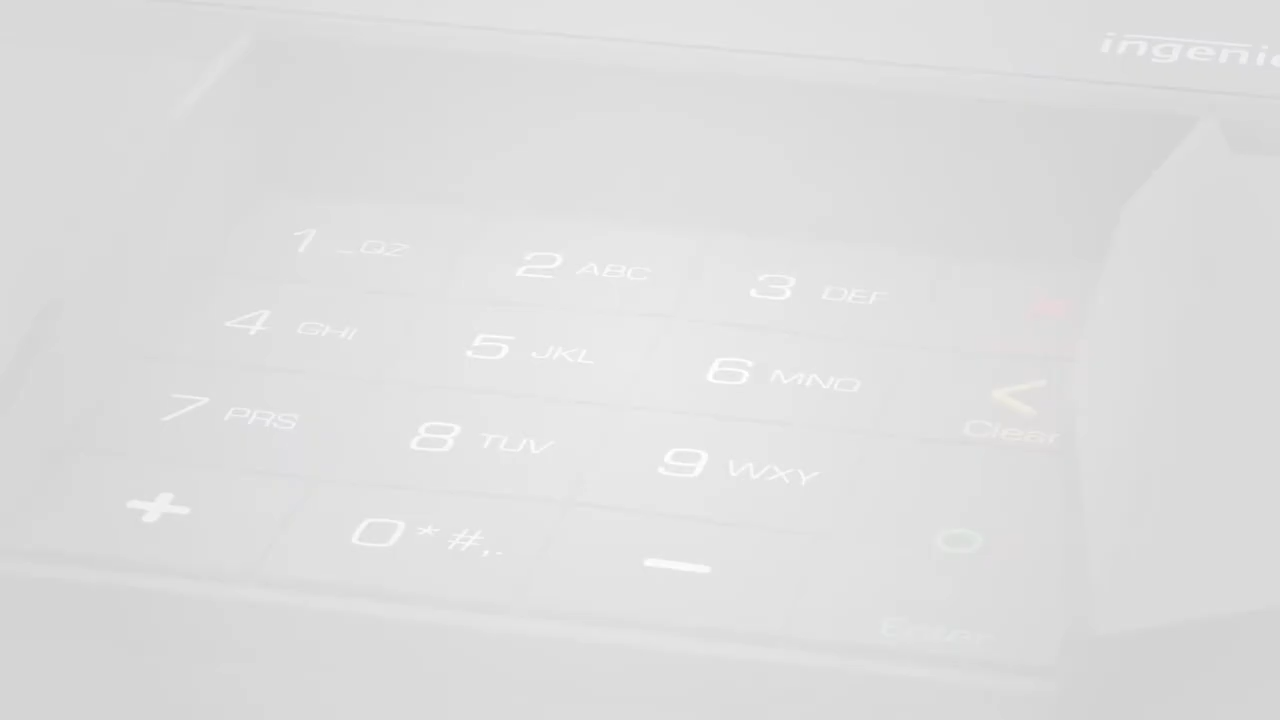 ingenic
1 _QZ 2 ABC 3 DEF
4 GHI 5 JKL 6 MNO <
Clear
7 PRS 8 TUV 9 WXY
+ 0 *#,. – O
Enter